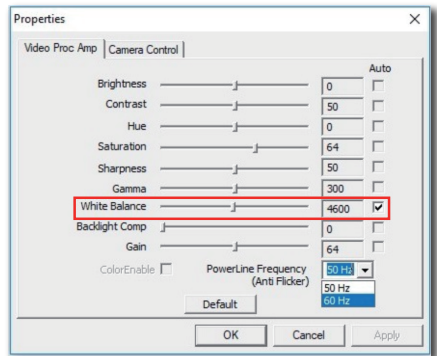 Properties
Video Proc Amp Camera Control
Auto
Brightness 0
Contrast 50
Hue 0
Saturation 64
Sharpness 50
Gamma 300
White Balance 4600
Backlight Comp 0
Gain 64
ColorEnable PowerLine Frequency 50 Hz
(Anti Flicker)
50 Hz
60 Hz
Default
OK Cancel Apply